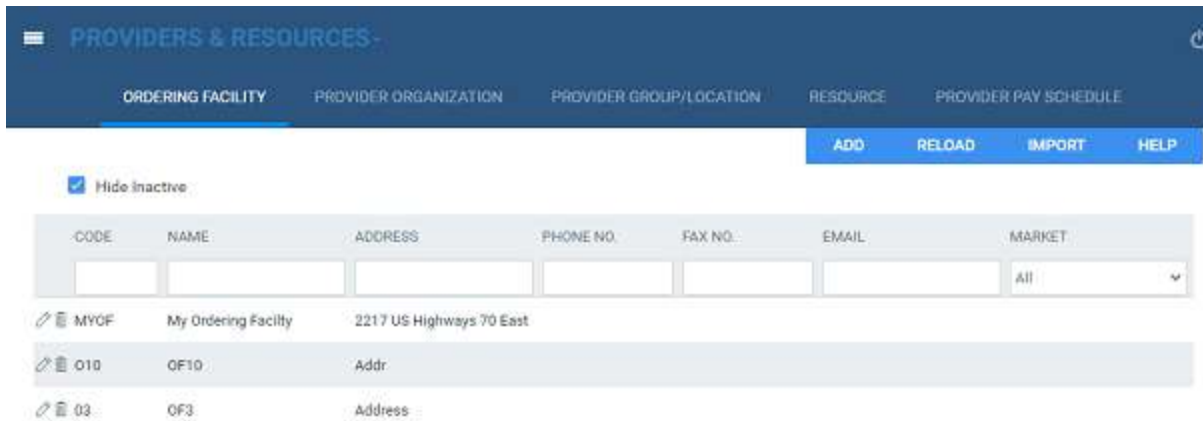 PROVIDERS & RESOURCES
ORDERING FACILITY PROVIDER ORGANIZATION PROVIDER GROUP/LOCATION RESOURCE PROVIDER PAY SCHEDULE
ADD RELOAD IMPORT HELP
Hide Inactive
CODE NAME ADDRESS PHONE NO. FAX NO. EMAIL MARKET
All
MYOF My Ordering Facilty 2217 US Highways 70 East
O10 OF10 Addr
03 OF3 Address